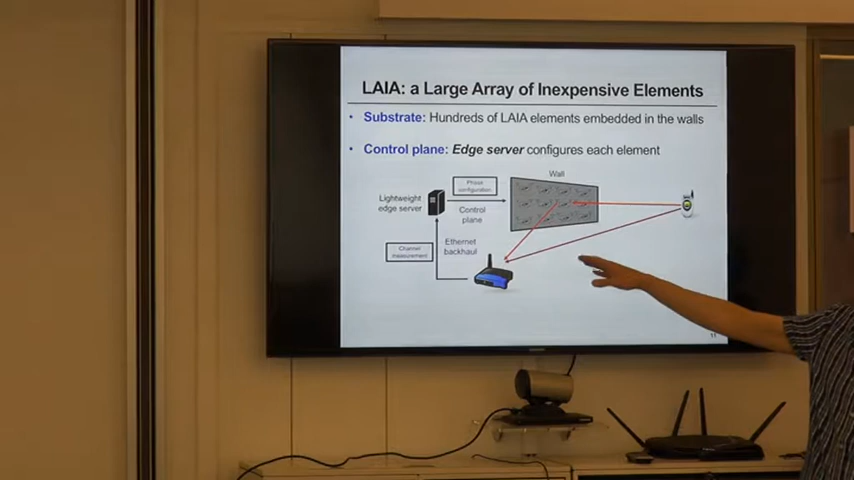 LAIA: a Large Array of Inexpensive Elements
• Substrate: Hundreds of LAIA elements embedded in the walls
• Control plane: Edge server configures each element
Wall
Phase
configuration
Lightweight
edge server
Control
plane
Channel
measurement
Ethernet
backhaul
11